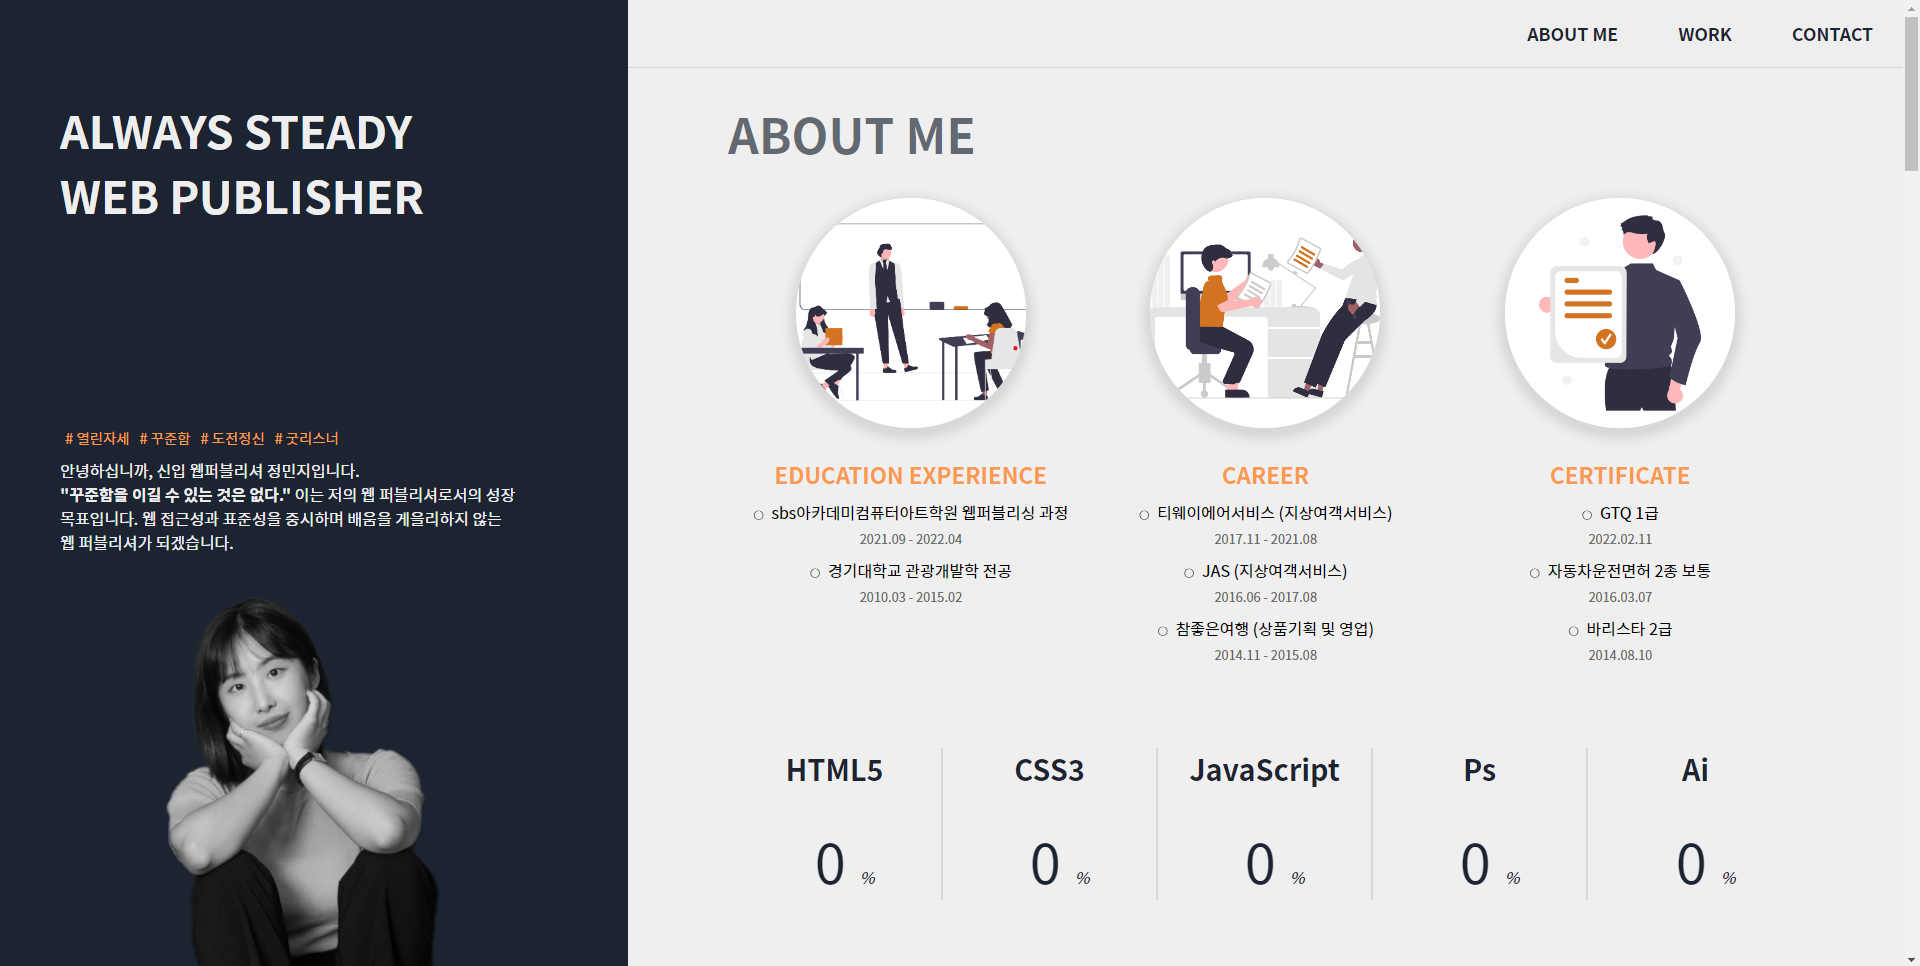 ALWAYS STEADY
WEB PUBLISHER
# 열린자세 # 꾸준함 # 도전정신 # 굿리스너
안녕하십니까, 신입 웹퍼블리셔 정민지입니다.
"꾸준함을 이길 수 있는 것은 없다." 이는 저의 웹 퍼블리셔로서의 성장
목표입니다. 웹 접근성과 표준성을 중시하며 배움을 게을리하지 않는
웹 퍼블리셔가 되겠습니다.
ABOUT ME WORK CONTACT
ABOUT ME
EDUCATION EXPERIENCE
sbs아카데미컴퓨터아트학원 웹퍼블리싱 과정
2021.09 - 2022.04
경기대학교 관광개발학 전공
2010.03 - 2015.02
CAREER
티웨이에어서비스 (지상여객서비스)
2017.11 - 2021.08
JAS (지상여객서비스)
2016.06 - 2017.08
참좋은여행 (상품기획 및 영업)
2014.11 - 2015.08
CERTIFICATE
GTQ 1급
2022.02.11
자동차운전면허 2종 보통
2016.03.07
바리스타 2급
2014.08.10
HTML5
0 %
CSS3
0 %
JavaScript
0 %
Ps
0 %
Ai
0 %